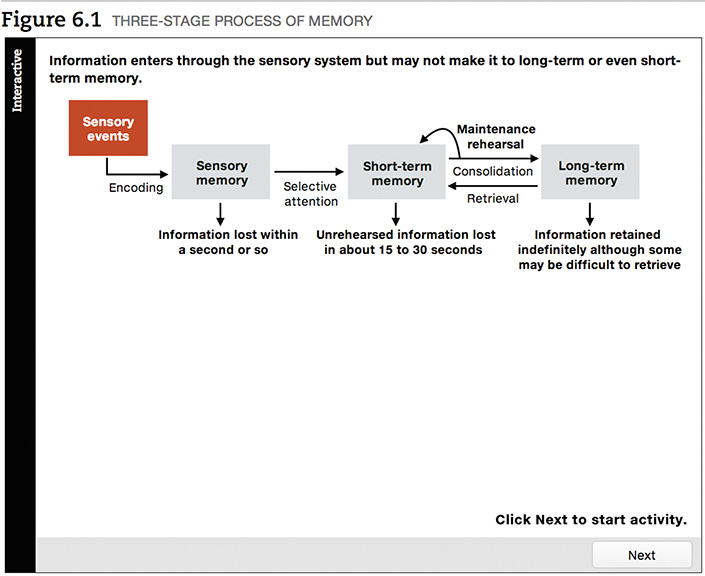 Figure 6.1 THREE-STAGE PROCESS OF MEMORY
Interactive
Information enters through the sensory system but may not make it to long-term or even short-
term memory.
Sensory
events
Encoding
Sensory
memory
Selective
attention
Short-term
memory
Maintenance
rehearsal
Consolidation
Retrieval
Long-term
memory
Information lost within
a second or so
Unrehearsed information lost
in about 15 to 30 seconds
Information retained
indefinitely although some
may be difficult to retrieve
Click Next to start activity.
Next